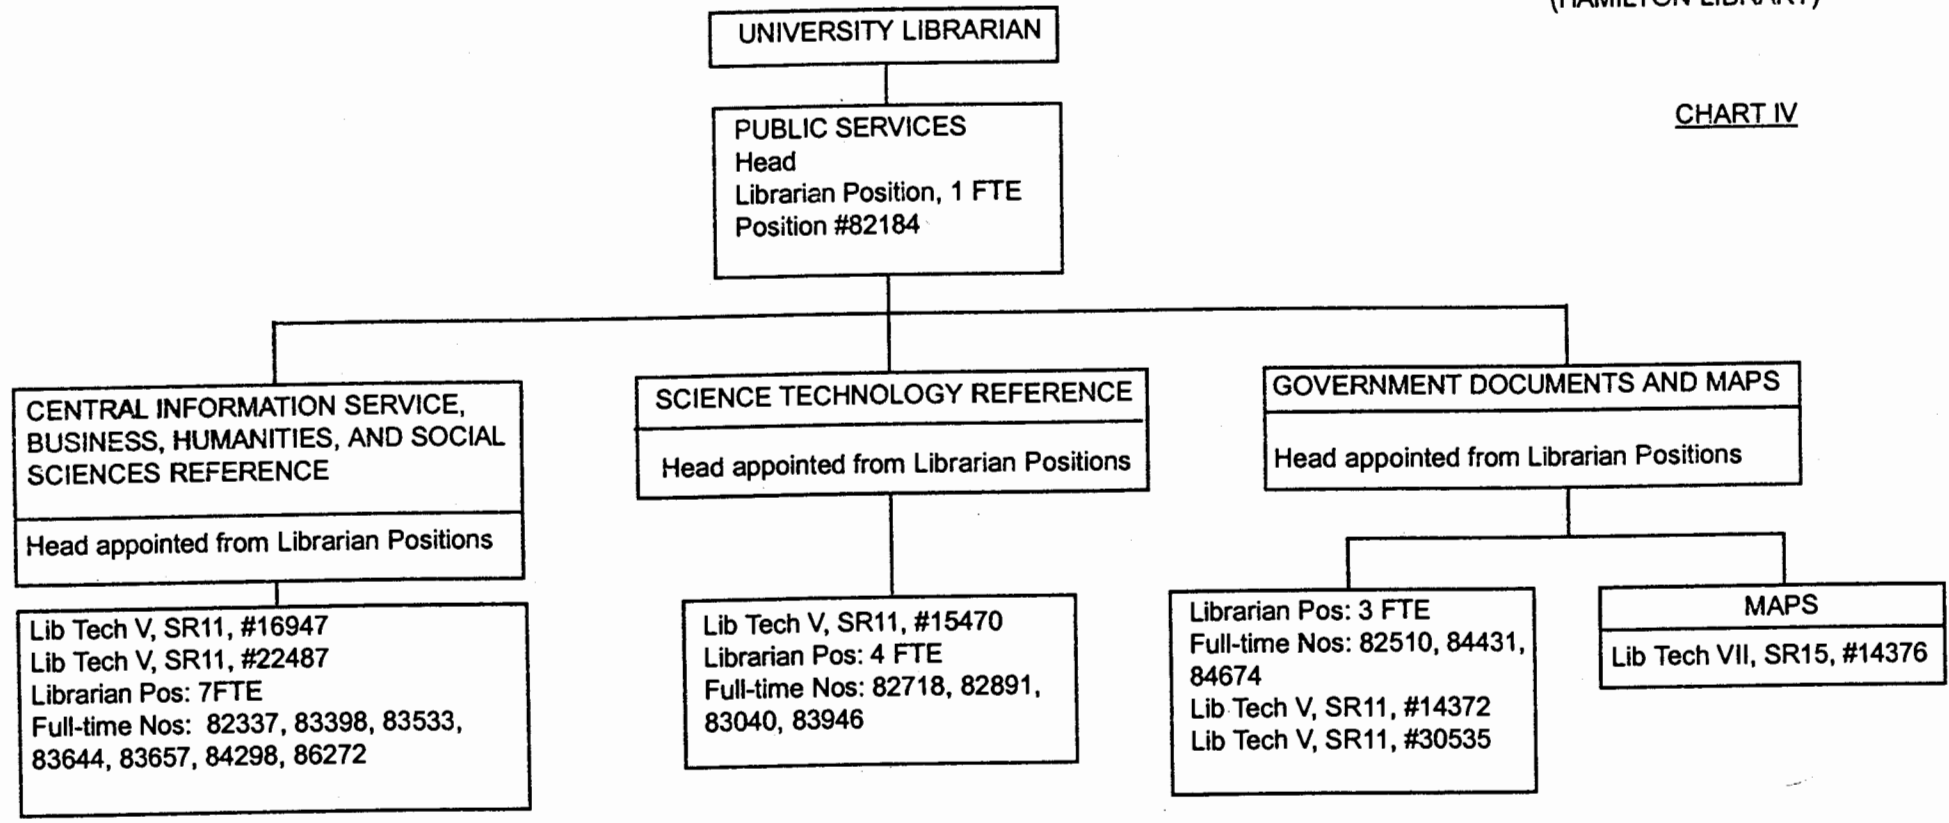 (HAMILTON LIBRARY)
UNIVERSITY LIBRARIAN
CHART IV
PUBLIC SERVICES
Head
Librarian Position, 1 FTE
Position #82184
CENTRAL INFORMATION SERVICE,
BUSINESS, HUMANITIES, AND SOCIAL
SCIENCES REFERENCE
Head appointed from Librarian Positions
Lib Tech V, SR11, #16947
Lib Tech V, SR11, #22487
Librarian Pos: 7FTE
Full-time Nos: 82337, 83398, 83533,
83644, 83657, 84298, 86272
SCIENCE TECHNOLOGY REFERENCE
Head appointed from Librarian Positions
Lib Tech V, SR11, #15470
Librarian Pos: 4 FTE
Full-time Nos: 82718, 82891,
83040, 83946
GOVERNMENT DOCUMENTS AND MAPS
Head appointed from Librarian Positions
Librarian Pos: 3 FTE
Full-time Nos: 82510, 84431,
84674
Lib Tech V, SR11, #14372
Lib Tech V, SR11, #30535
MAPS
Lib Tech VII, SR15, #14376